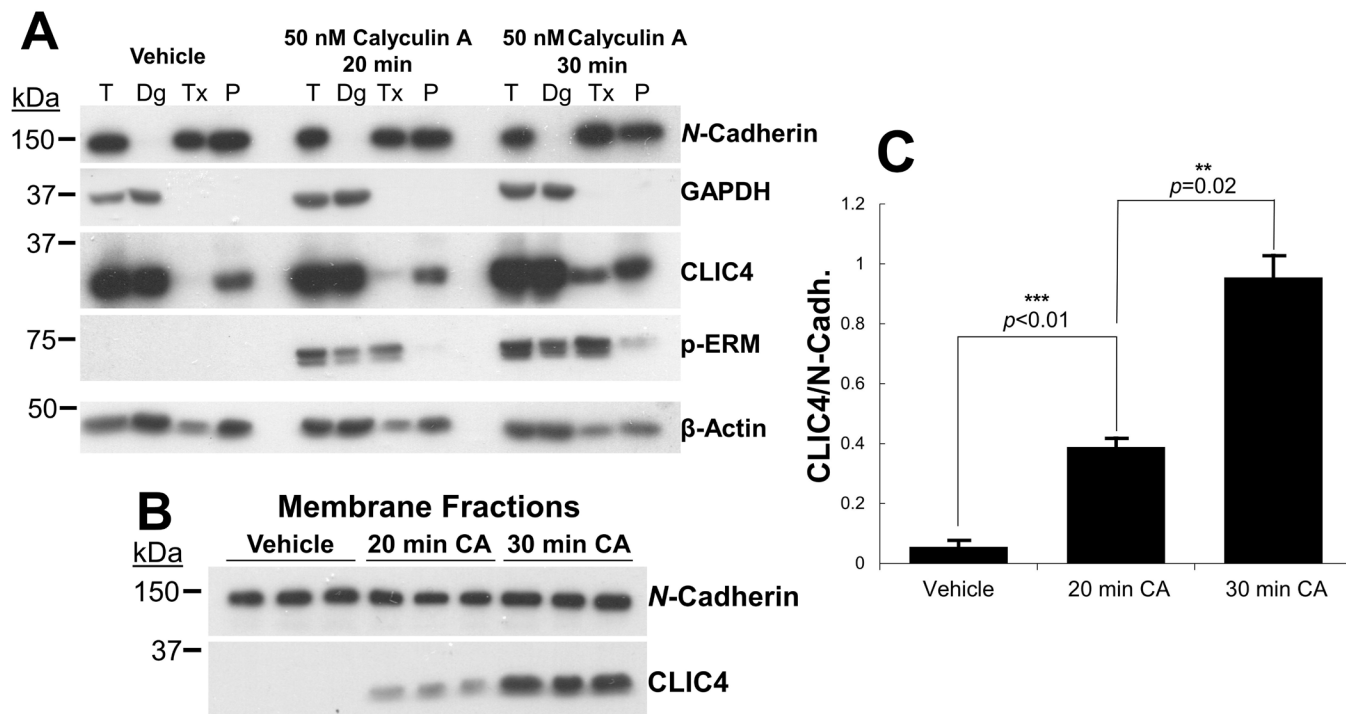 A
Vehicle
50 nM Calyculin A
20 min
50 nM Calyculin A
30 min
kDa
T Dg Tx P T Dg Tx P T Dg Tx P
150
N-Cadherin
37
GAPDH
37
CLIC4
75
p-ERM
50
β-Actin
B
Membrane Fractions
kDa
Vehicle 20 min CA 30 min CA
150
N-Cadherin
37
CLIC4
C
**
p=0.02
***
p<0.01
CLIC4/N-Cadh.
1.2
1
0.8
0.6
0.4
0.2
0
Vehicle 20 min CA 30 min CA